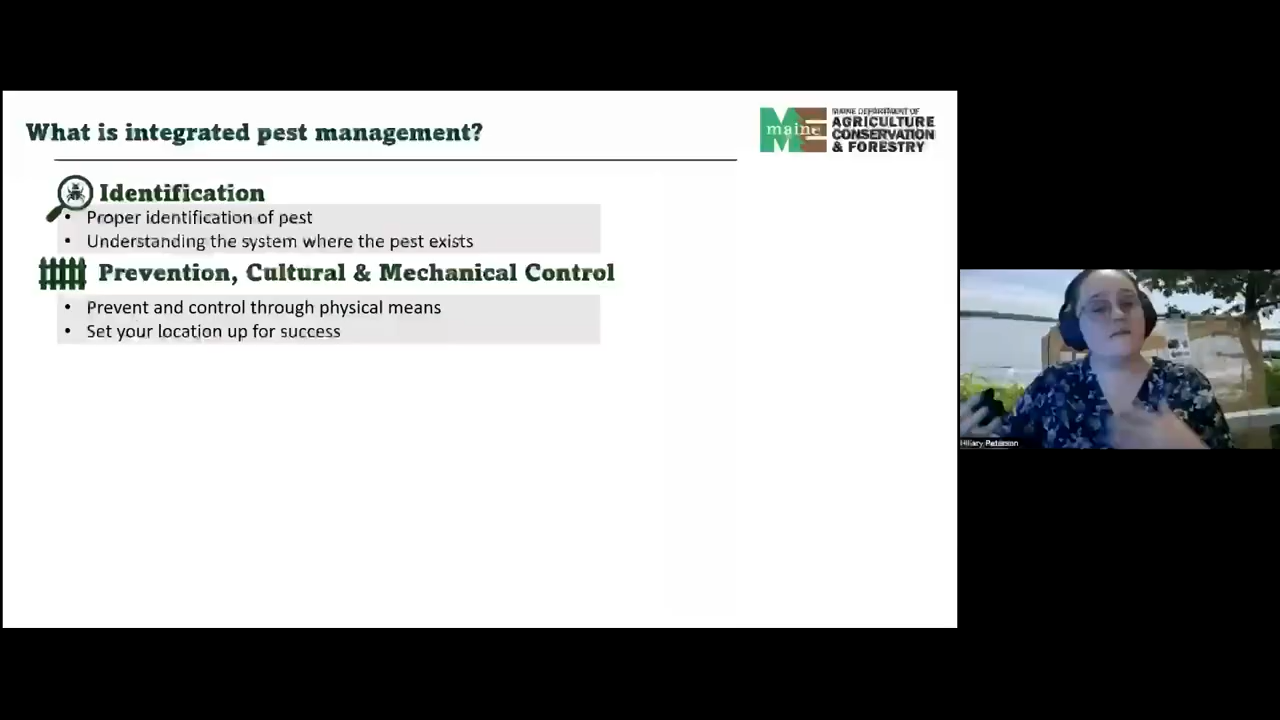 What is integrated pest management?
maine
MAINE DEPARTMENT OF
AGRICULTURE
CONSERVATION
& FORESTRY
Identification
• Proper identification of pest
• Understanding the system where the pest exists
Prevention, Cultural & Mechanical Control
• Prevent and control through physical means
• Set your location up for success
Hillary Peterson